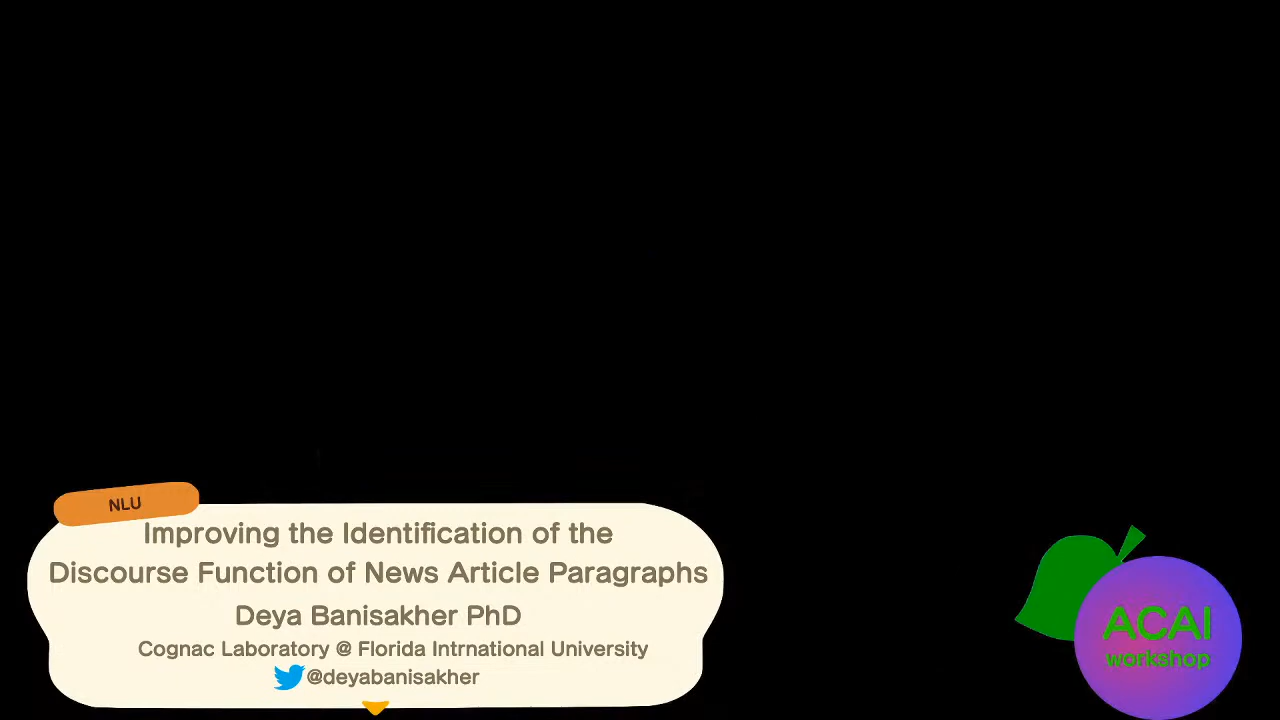 NLU
Improving the Identification of the
Discourse Function of News Article Paragraphs
Deya Banisakher PhD
Cognac Laboratory @ Florida Intrnational University
@deyabanisakher
ACAI
workshop